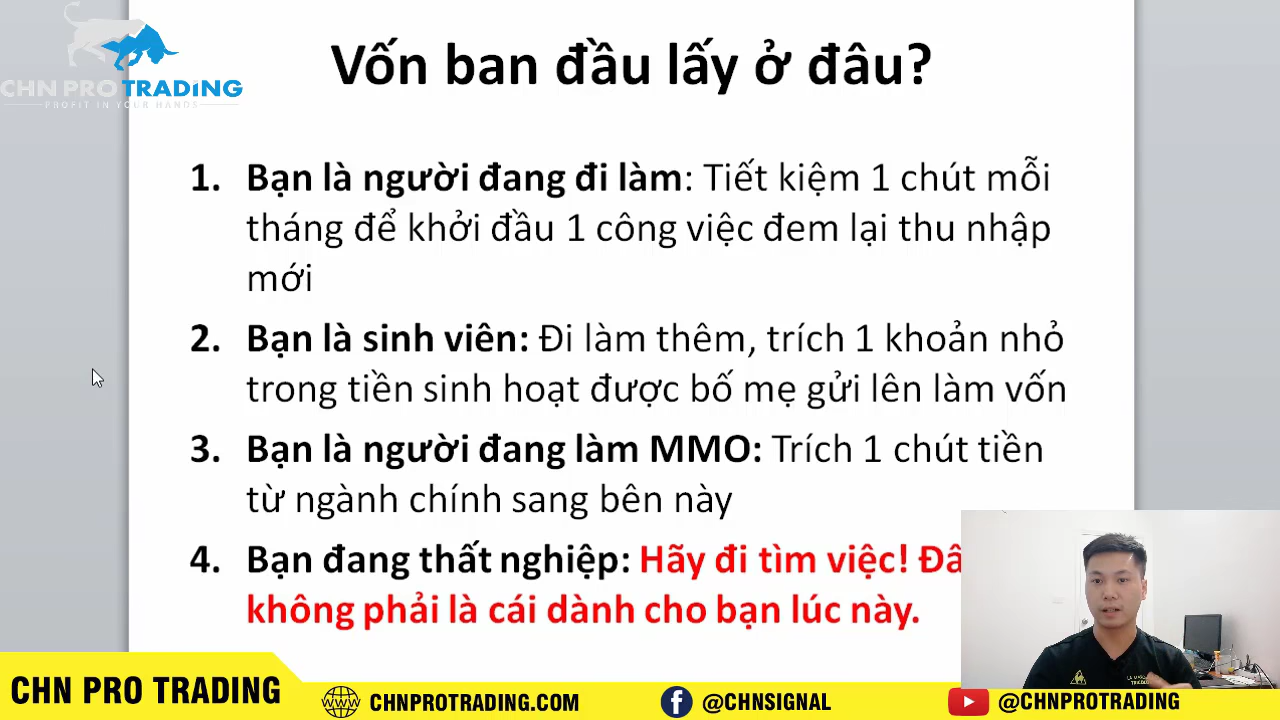 Vốn ban đầu lấy ở đâu?
CHN PRO TRADING
PROFIT IN YOUR HANDS
1. Bạn là người đang đi làm: Tiết kiệm 1 chút mỗi
tháng để khởi đầu 1 công việc đem lại thu nhập
mới
2. Bạn là sinh viên: Đi làm thêm, trích 1 khoản nhỏ
trong tiền sinh hoạt được bố mẹ gửi lên làm vốn
3. Bạn là người đang làm MMO: Trích 1 chút tiền
từ ngành chính sang bên này
4. Bạn đang thất nghiệp: Hãy đi tìm việc! Đâ
không phải là cái dành cho bạn lúc này.
CHN PRO TRADING
CHNPROTRADING.COM
@CHNSIGNAL
@CHNPROTRADING